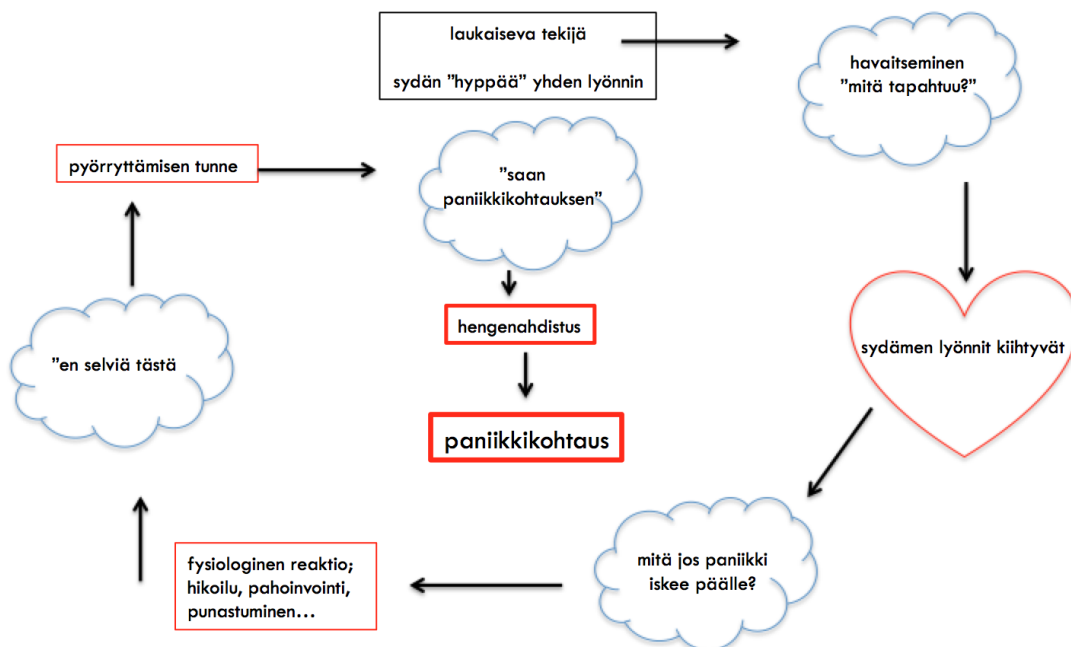 laukaiseva tekijä
sydän ”hyppää” yhden lyönnin
havaitseminen
”mitä tapahtuu?”
sydämen lyönnit kiihtyvät
mitä jos paniikki
iskee päälle?
fysiologinen reaktio;
hikoilu, pahoinvointi,
punastuminen…
”en selviä tästä
pyörryttämisen tunne
”saan
paniikkikohtauksen”
hengenahdistus
paniikkikohtaus